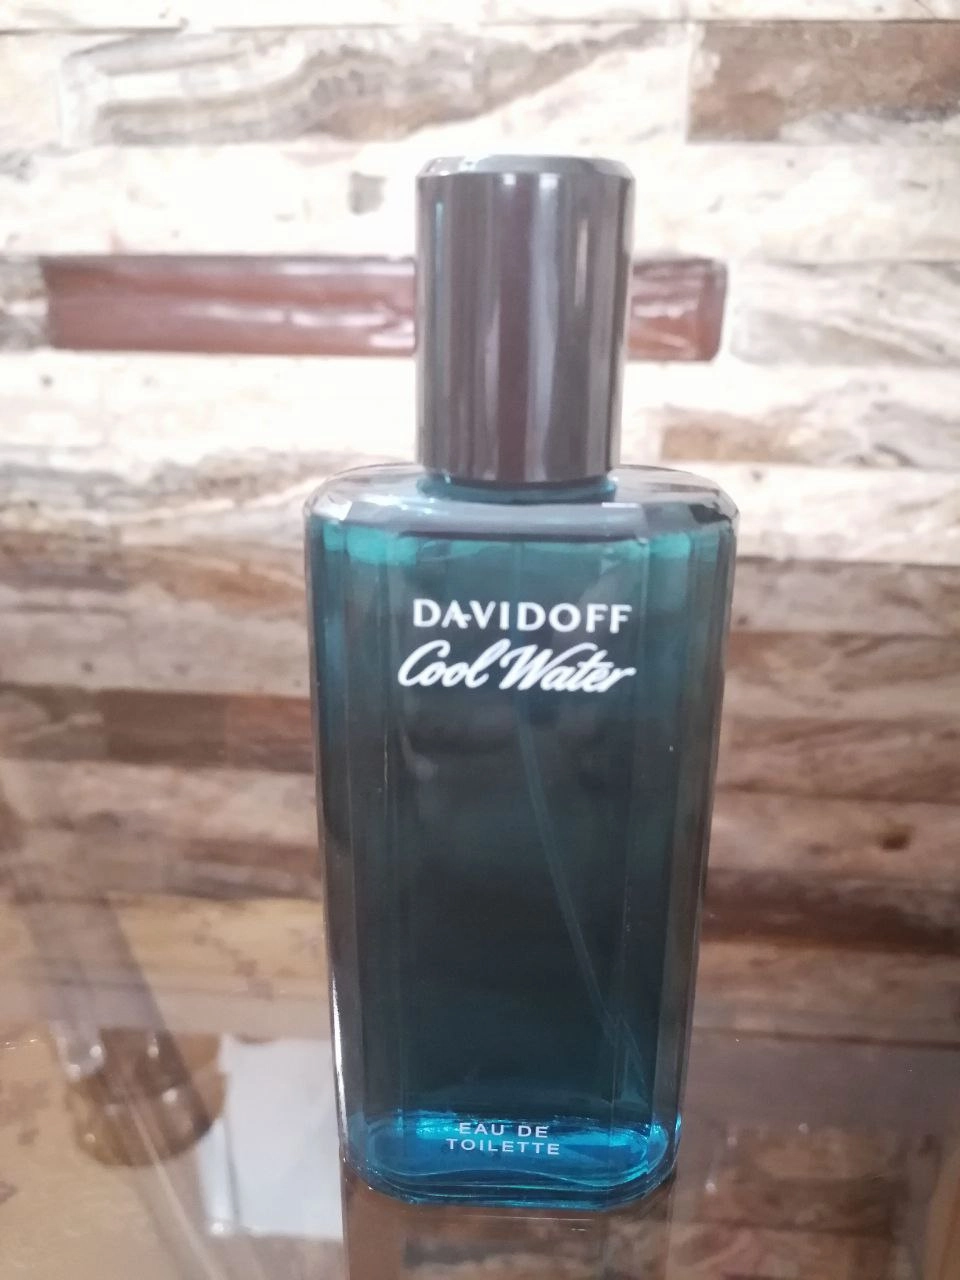 DAVIDOFF
Cool Water
EAU DE
TOILETTE